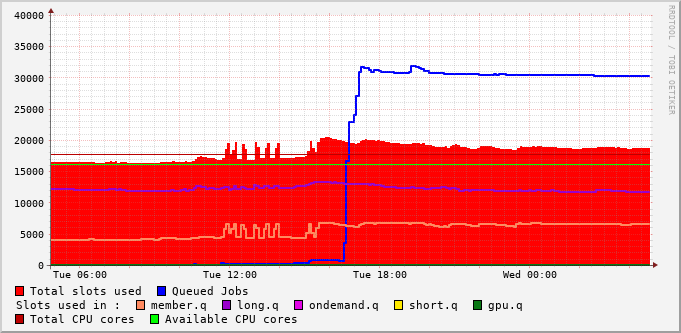 40000
35000
30000
25000
20000
15000
10000
5000
0
Tue 06:00 Tue 12:00 Tue 18:00 Wed 00:00
RRDTOOL / TOBI OETIKER
Total slots used Queued Jobs
Slots used in : member.q long.q ondemand.q short.q gpu.q
Total CPU cores Available CPU cores